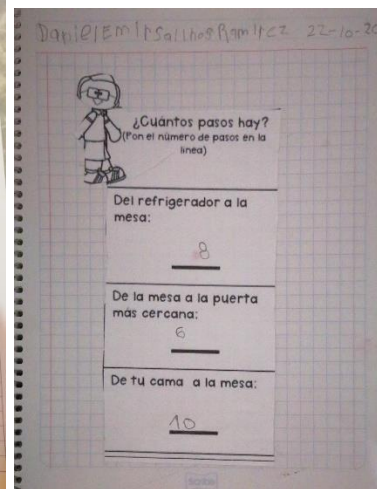 Daniel Emir Salinas Ramirez 22-10-20
¿Cuántos pasos hay?
(Pon el número de pasos en la
línea)
Del refrigerador a la
mesa:
8
De la mesa a la puerta
más cercana:
6
De tu cama a la mesa:
10